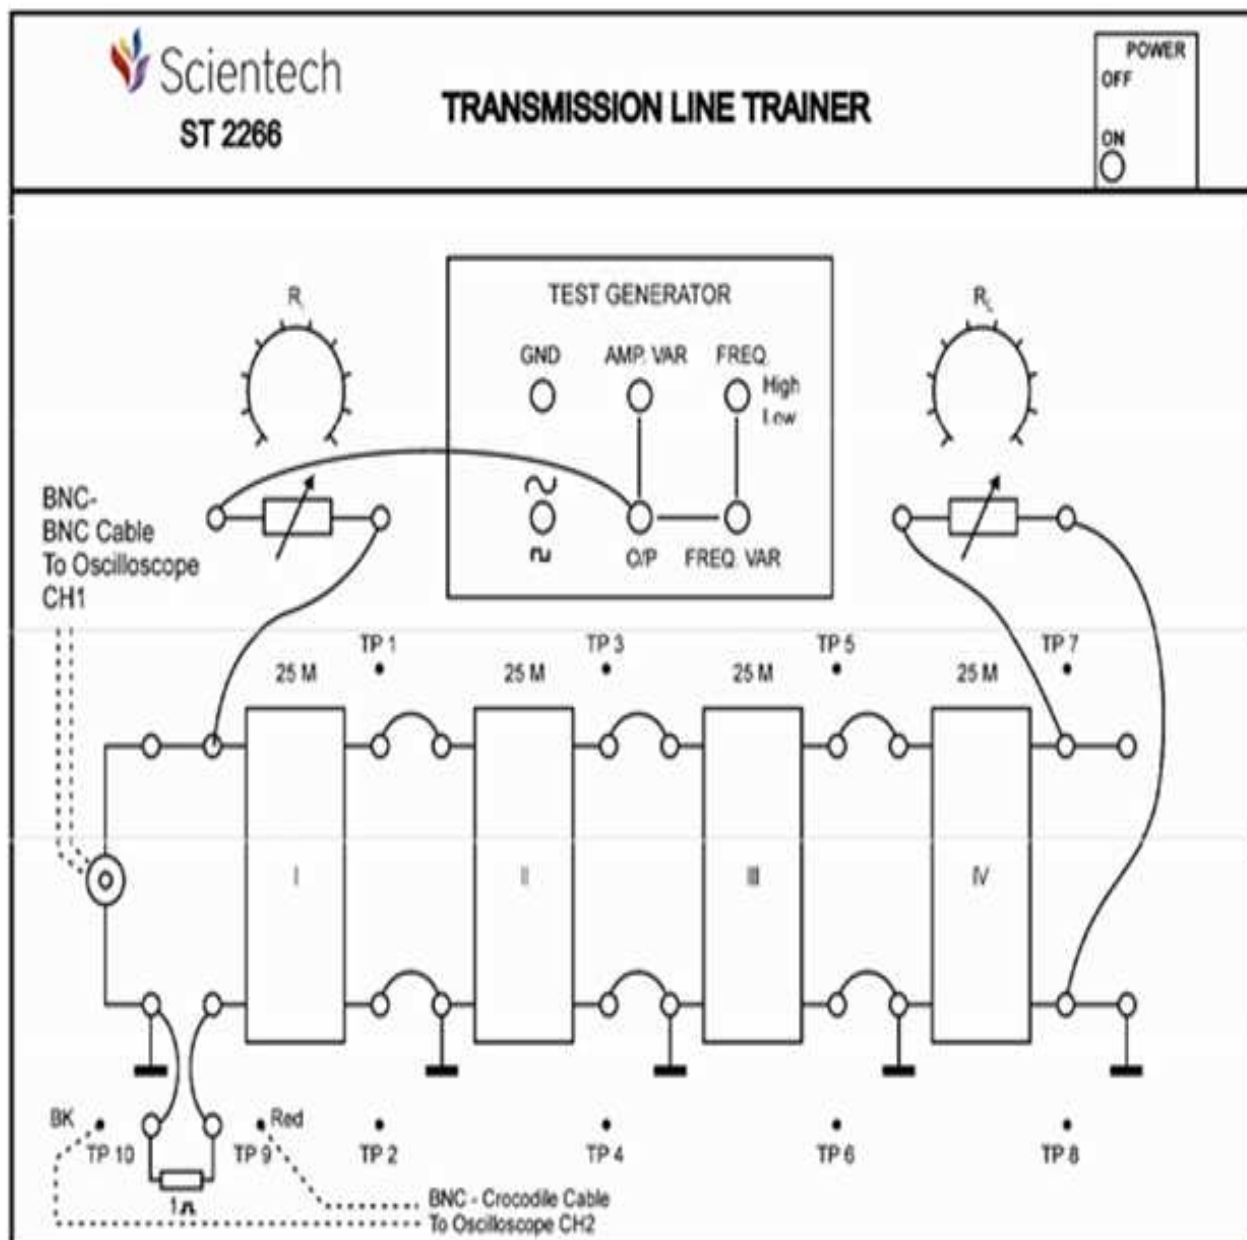 Scientech
ST 2266
TRANSMISSION LINE TRAINER
POWER
OFF
ON
TEST GENERATOR
GND AMP. VAR FREQ.
High
Low
O/P FREQ. VAR
Ri
RL
BNC-
BNC Cable
To Oscilloscope
CH1
TP 1 TP 3 TP 5 TP 7
25 M 25 M 25 M 25 M
I II III IV
BK Red
TP 10 TP 9 TP 2 TP 4 TP 6 TP 8
BNC - Crocodile Cable
To Oscilloscope CH2